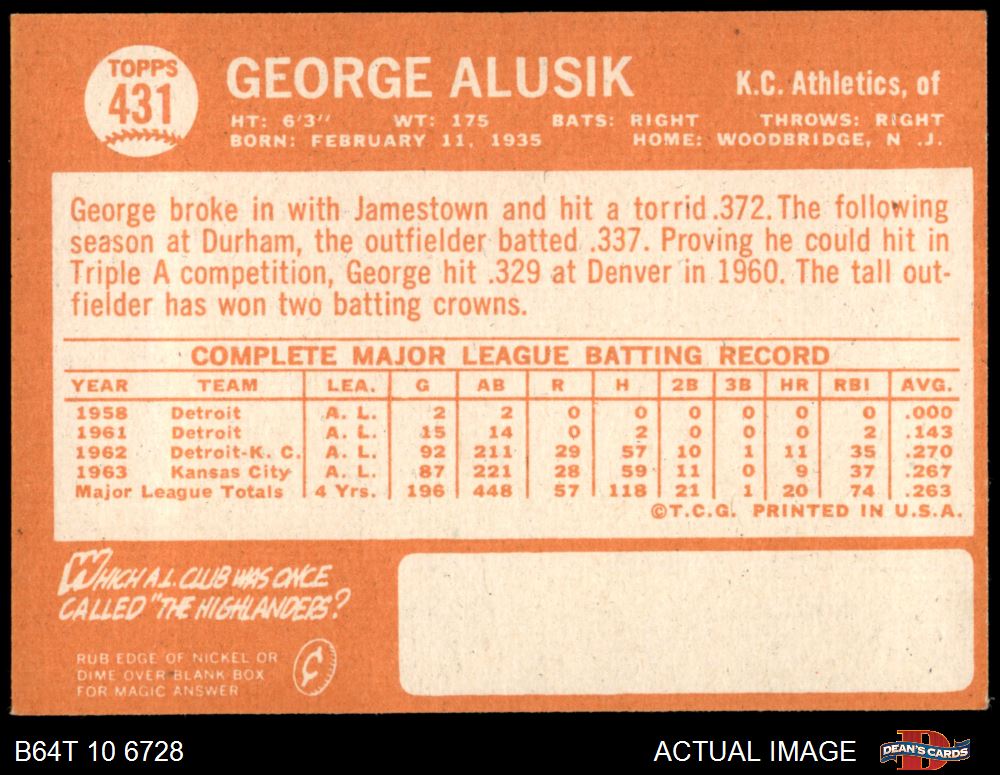 TOPPS
431
GEORGE ALUSIK
K.C. Athletics, of
HT: 6'3" WT: 175 BATS: RIGHT THROWS: RIGHT
BORN: FEBRUARY 11, 1935 HOME: WOODBRIDGE, N .J.
George broke in with Jamestown and hit a torrid .372. The following
season at Durham, the outfielder batted .337. Proving he could hit in
Triple A competition, George hit .329 at Denver in 1960. The tall out-
fielder has won two batting crowns.
COMPLETE MAJOR LEAGUE BATTING RECORD
YEAR TEAM LEA. G AB R H 2B 3B HR RBI AVG.
1958 Detroit A. L. 2 2 0 0 0 0 0 0 .000
1961 Detroit A. L. 15 14 0 2 0 0 0 2 .143
1962 Detroit-K. C. A. L. 92 211 29 57 10 1 11 35 .270
1963 Kansas City A. L. 87 221 28 59 11 0 9 37 .267
Major League Totals 4 Yrs. 196 448 57 118 21 1 20 74 .263
©T.C.G. PRINTED IN U.S.A.
WHICH A.L. CLUB WAS ONCE
CALLED "THE HIGHLANDERS?
RUB EDGE OF NICKEL OR
DIME OVER BLANK BOX
FOR MAGIC ANSWER
¢
B64T 10 6728
ACTUAL IMAGE
D
DEAN'S CARDS